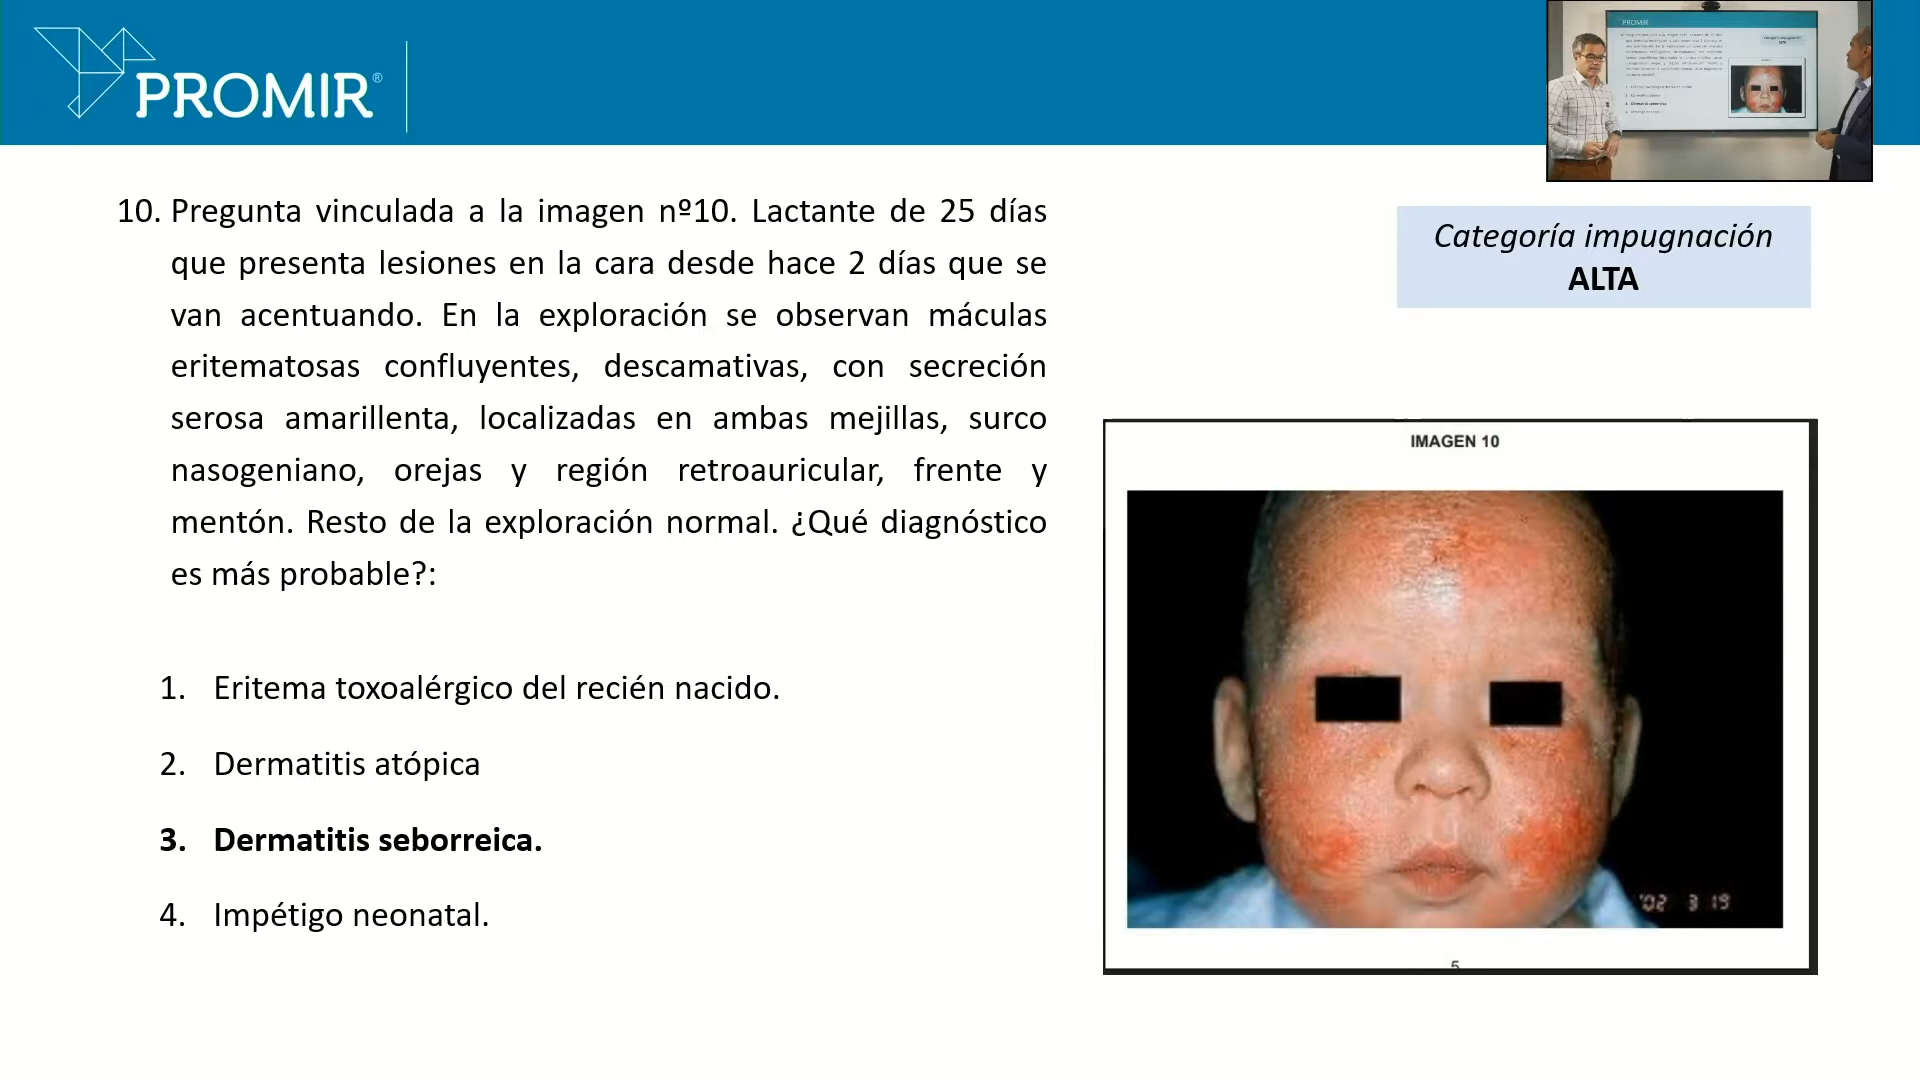 PROMIR®
10. Pregunta vinculada a la imagen nº10. Lactante de 25 días
que presenta lesiones en la cara desde hace 2 días que se
van acentuando. En la exploración se observan máculas
eritematosas confluyentes, descamativas, con secreción
serosa amarillenta, localizadas en ambas mejillas, surco
nasogeniano, orejas y región retroauricular, frente y
mentón. Resto de la exploración normal. ¿Qué diagnóstico
es más probable?:
1. Eritema toxoalérgico del recién nacido.
2. Dermatitis atópica
3. Dermatitis seborreica.
4. Impétigo neonatal.
Categoría impugnación
ALTA
IMAGEN 10
'02 3 19
5
PROMIR